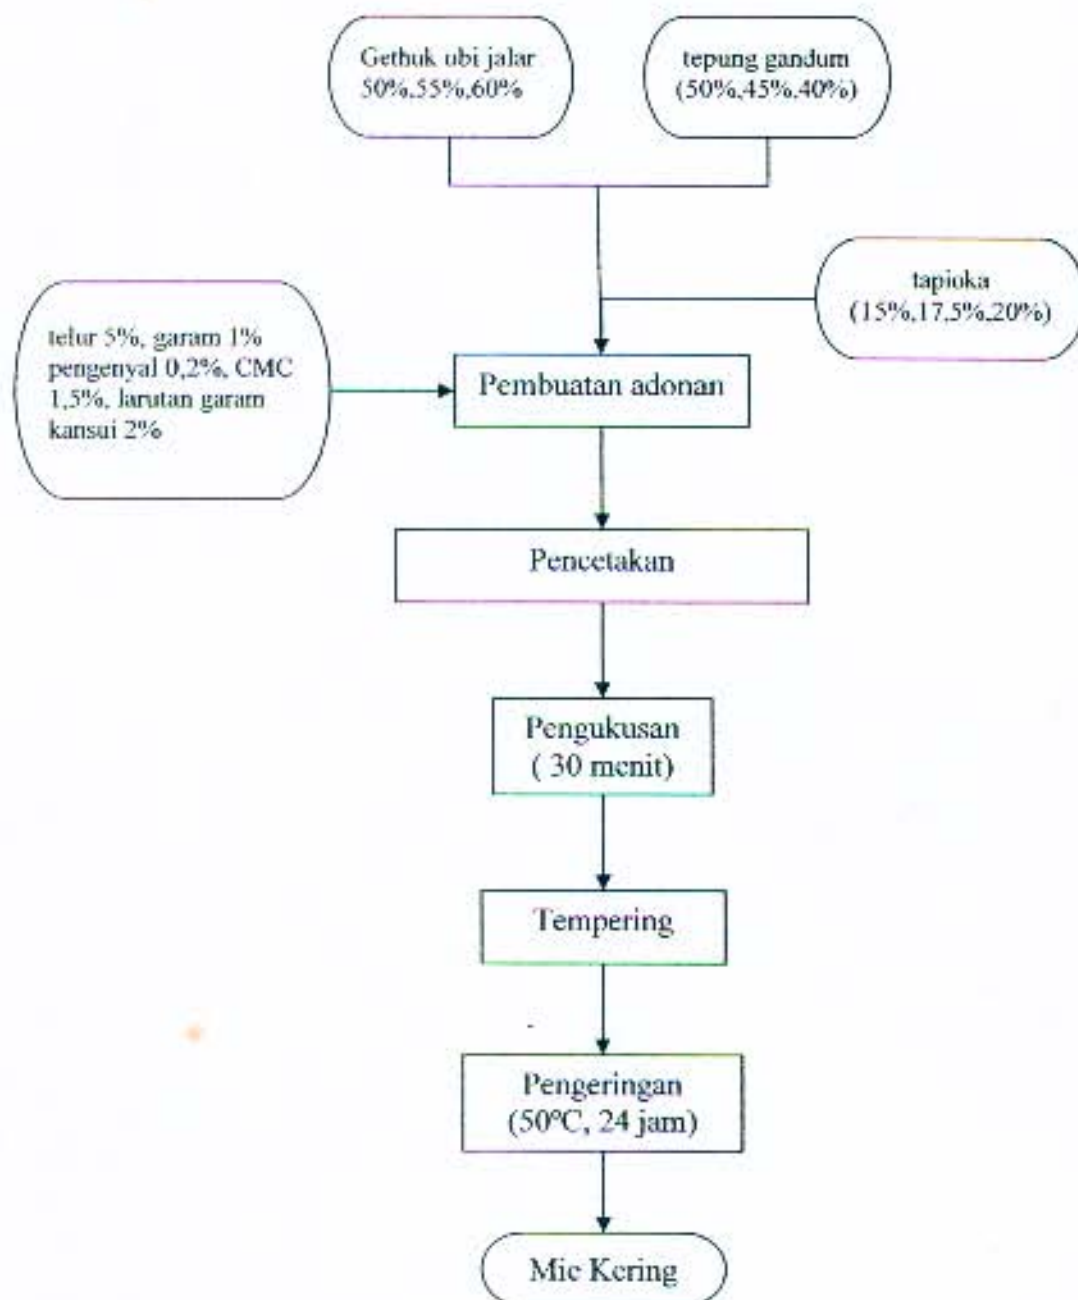 Gethuk ubi jalar
50%,55%,60%
tepung gandum
(50%,45%,40%)
tapioka
(15%,17,5%,20%)
telur 5%, garam 1%
pengenyal 0,2%, CMC
1,5%, larutan garam
kansui 2%
Pembuatan adonan
Pencetakan
Pengukusan
( 30 menit)
Tempering
Pengeringan
(50°C, 24 jam)
Mie Kering